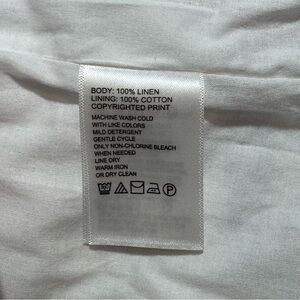 BODY: 100% LINEN
LINING: 100% COTTON
COPYRIGHTED PRINT
MACHINE WASH COLD
WITH LIKE COLORS
MILD DETERGENT
GENTLE CYCLE
ONLY NON-CHLORINE BLEACH
WHEN NEEDED
LINE DRY
WARM IRON
OR DRY CLEAN
P